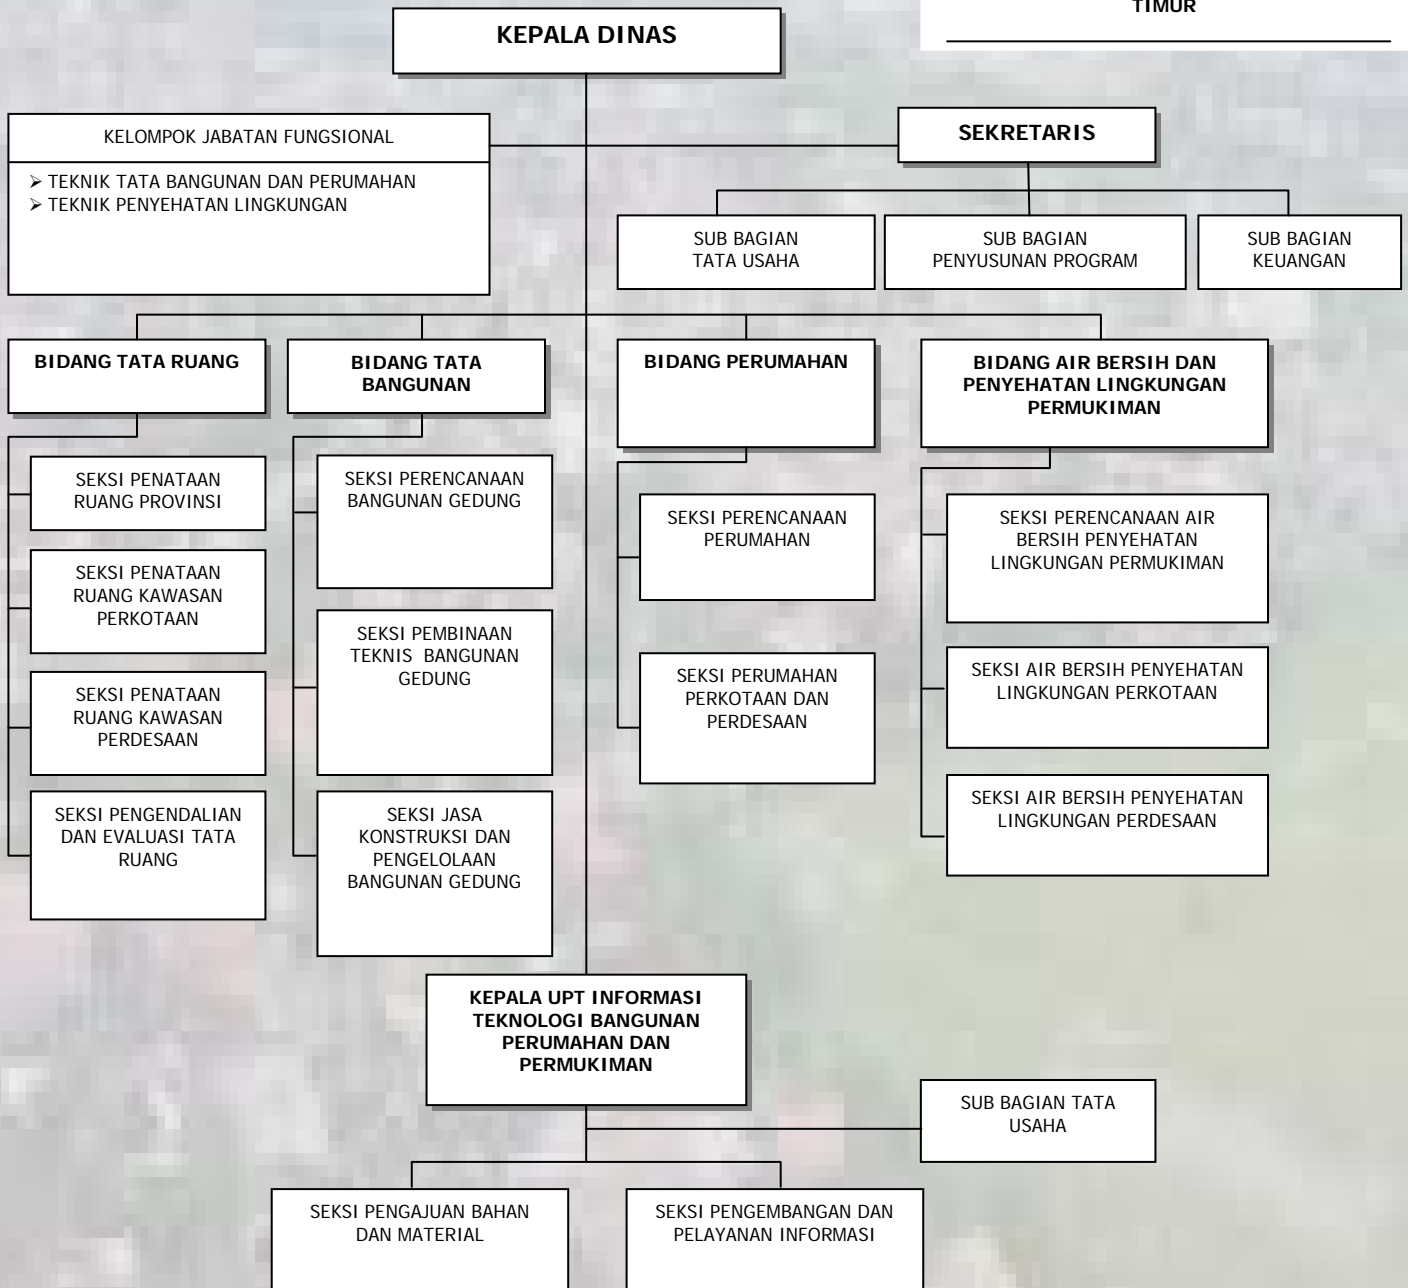 TIMUR
KEPALA DINAS
KELOMPOK JABATAN FUNGSIONAL
➢ TEKNIK TATA BANGUNAN DAN PERUMAHAN
➢ TEKNIK PENYEHATAN LINGKUNGAN
SEKRETARIS
SUB BAGIAN
TATA USAHA
SUB BAGIAN
PENYUSUNAN PROGRAM
SUB BAGIAN
KEUANGAN
BIDANG TATA RUANG
BIDANG TATA
BANGUNAN
BIDANG PERUMAHAN
BIDANG AIR BERSIH DAN
PENYEHATAN LINGKUNGAN
PERMUKIMAN
SEKSI PENATAAN
RUANG PROVINSI
SEKSI PENATAAN
RUANG KAWASAN
PERKOTAAN
SEKSI PENATAAN
RUANG KAWASAN
PERDESAAN
SEKSI PENGENDALIAN
DAN EVALUASI TATA
RUANG
SEKSI PERENCANAAN
BANGUNAN GEDUNG
SEKSI PEMBINAAN
TEKNIS BANGUNAN
GEDUNG
SEKSI JASA
KONSTRUKSI DAN
PENGELOLAAN
BANGUNAN GEDUNG
SEKSI PERENCANAAN
PERUMAHAN
SEKSI PERUMAHAN
PERKOTAAN DAN
PERDESAAN
SEKSI PERENCANAAN AIR
BERSIH PENYEHATAN
LINGKUNGAN PERMUKIMAN
SEKSI AIR BERSIH PENYEHATAN
LINGKUNGAN PERKOTAAN
SEKSI AIR BERSIH PENYEHATAN
LINGKUNGAN PERDESAAN
KEPALA UPT INFORMASI
TEKNOLOGI BANGUNAN
PERUMAHAN DAN
PERMUKIMAN
SUB BAGIAN TATA
USAHA
SEKSI PENGAJUAN BAHAN
DAN MATERIAL
SEKSI PENGEMBANGAN DAN
PELAYANAN INFORMASI